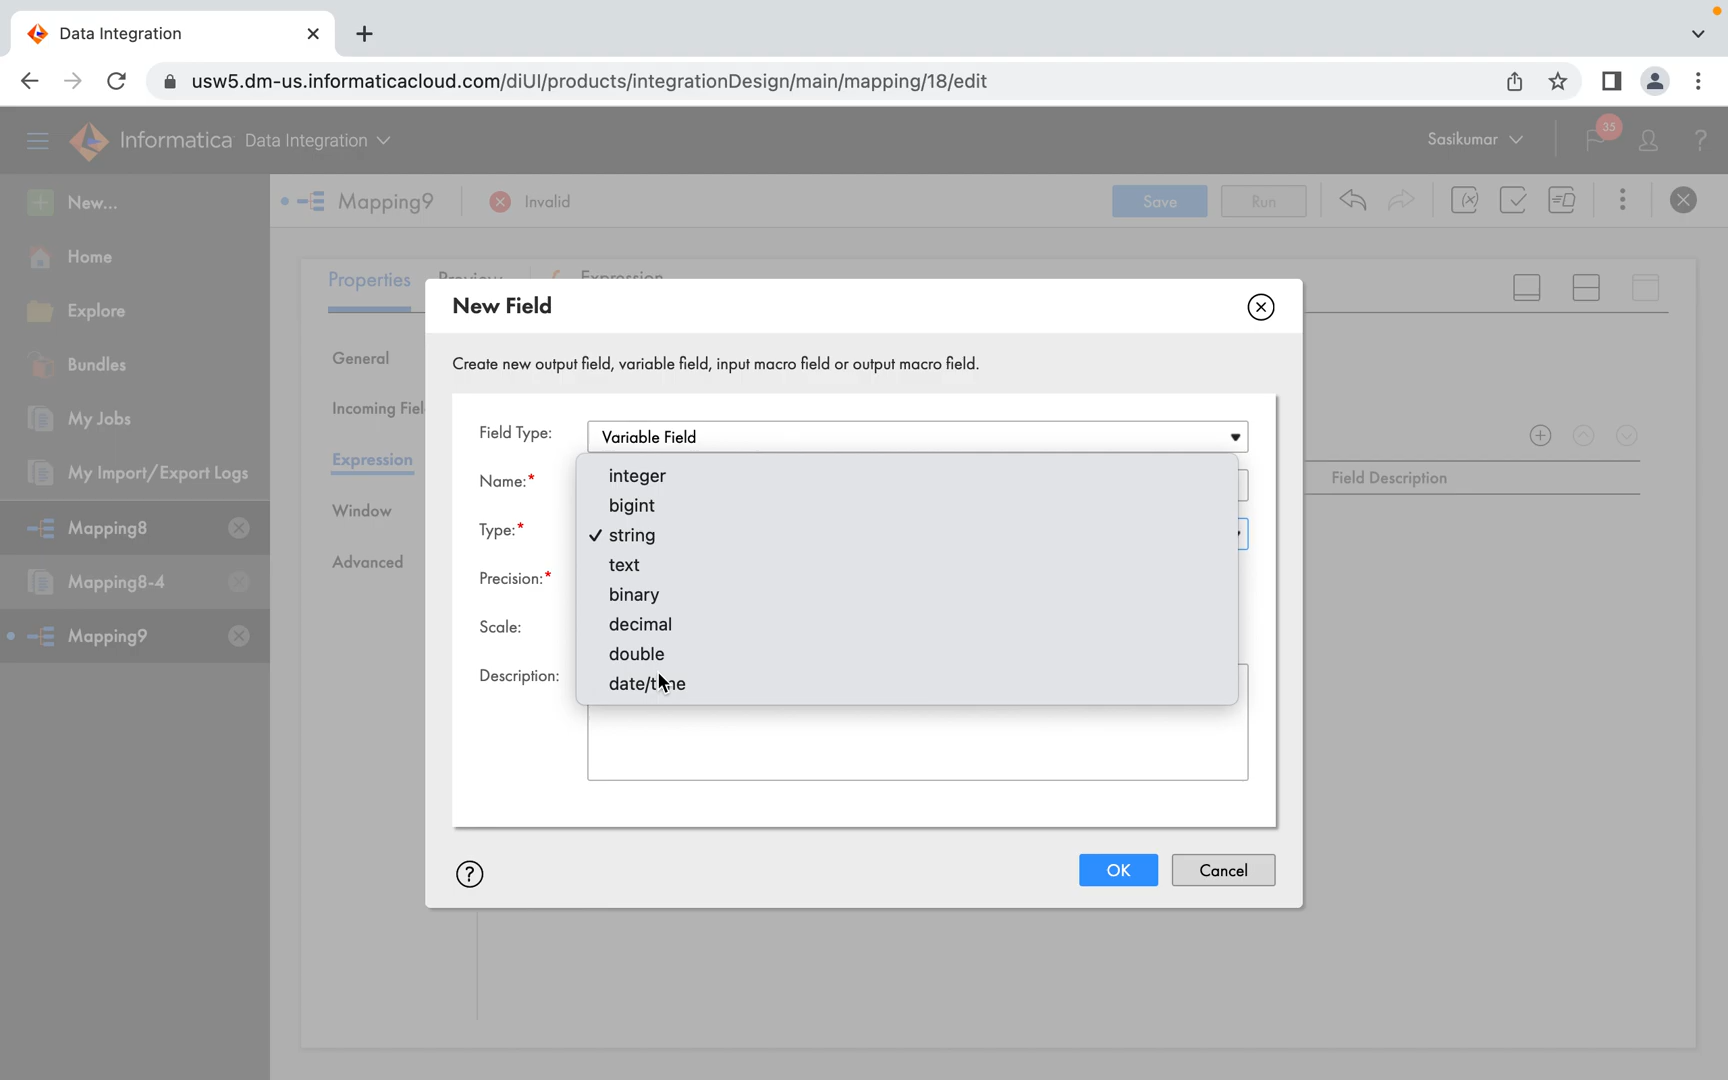 Data Integration
usw5.dm-us.informaticacloud.com/diUI/products/integrationDesign/main/mapping/18/edit
Informatica Data Integration
Sasikumar
35
?
New...
Mapping9
Invalid
Save
Run
Home
Explore
Bundles
My Jobs
My Import/Export Logs
Mapping8
Mapping8-4
Mapping9
Properties
Preview
Expression
General
Incoming Fiel
Expression
Window
Advanced
Field Description
New Field
Create new output field, variable field, input macro field or output macro field.
Field Type:
Variable Field
Name:*
Type:*
Precision:*
Scale:
Description:
integer
bigint
✓ string
text
binary
decimal
double
date/time
?
OK
Cancel